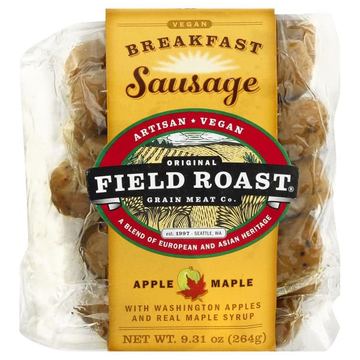 VEGAN
BREAKFAST
Sausage
ARTISAN • VEGAN
ORIGINAL
FIELD ROAST®
GRAIN MEAT Co.
est. 1997 - SEATTLE, WA
A BLEND OF EUROPEAN AND ASIAN HERITAGE
APPLE MAPLE
WITH WASHINGTON APPLES
AND REAL MAPLE SYRUP
NET WT. 9.31 oz (264g)